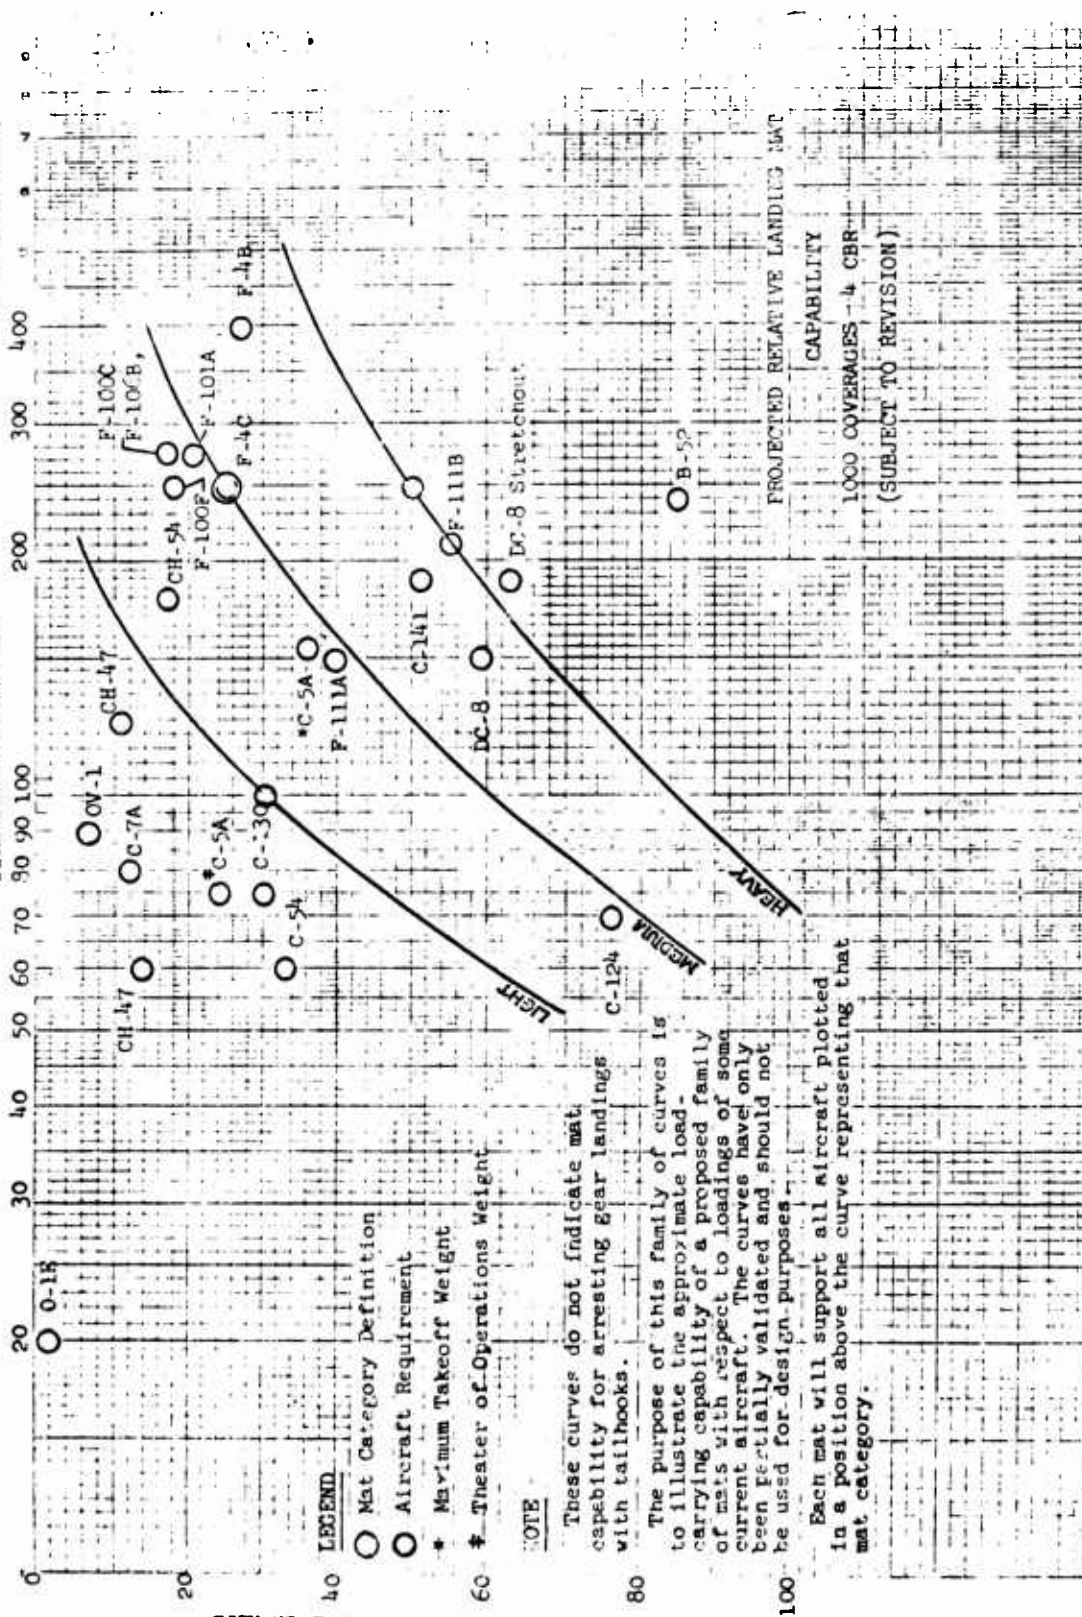 0
20
40
60
80
100
20
30
40
50
60
70
80
90
100
200
300
400
5
6
7
O-1E
CH-47
C-54
C-130
*C-5A
C-7A
OV-1
CH-47
CH-54
F-100F
F-100C
F-100B,
F-101A
F-4C
F-4B
*C-5A
F-111A
C-141
F-111B
DC-8
DC-8 Stretchout
B-52
C-124
LIGHT
MEDIUM
HEAVY
LEGEND
Mat Category Definition
Aircraft Requirement
* Maximum Takeoff Weight
# Theater of Operations Weight
NOTE
These curves do not indicate mat
capability for arresting gear landings
with tailhooks.
The purpose of this family of curves is
to illustrate the approximate load-
carrying capability of a proposed family
of mats with respect to loadings of some
current aircraft. The curves have only
been partially validated and should not
be used for design purposes.
Each mat will support all aircraft plotted
in a position above the curve representing that
mat category.
PROJECTED RELATIVE LANDING MAT
CAPABILITY
1000 COVERAGES - 4 CBR
(SUBJECT TO REVISION)